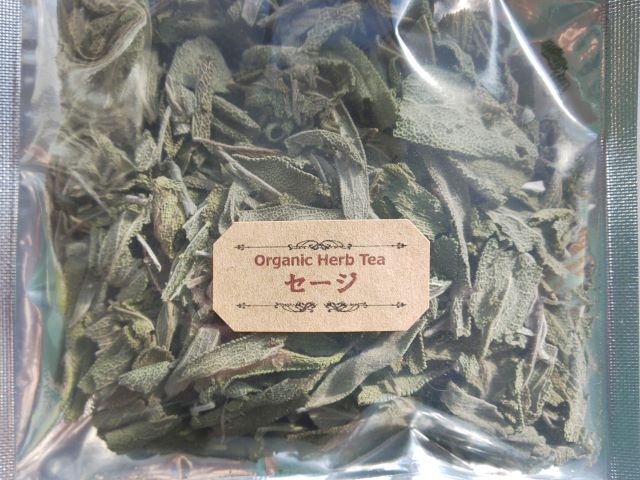 Organic Herb Tea
セージ